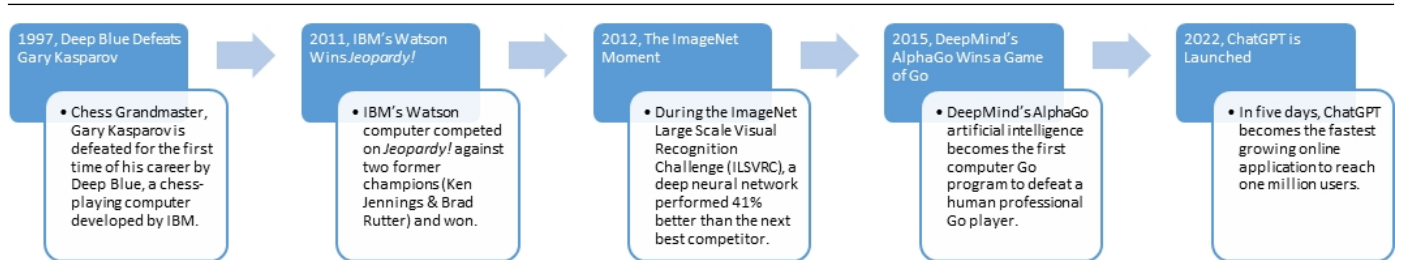 1997, Deep Blue Defeats
Gary Kasparov
• Chess Grandmaster,
Gary Kasparov is
defeated for the first
time of his career by
Deep Blue, a chess-
playing computer
developed by IBM.
2011, IBM's Watson
Wins Jeopardy!
• IBM's Watson
computer competed
on Jeopardy! against
two former
champions (Ken
Jennings & Brad
Rutter) and won.
2012, The ImageNet
Moment
• During the ImageNet
Large Scale Visual
Recognition
Challenge (ILSVRC), a
deep neural network
performed 41%
better than the next
best competitor.
2015, DeepMind's
AlphaGo Wins a Game
of Go
• DeepMind's AlphaGo
artificial intelligence
becomes the first
computer Go
program to defeat a
human professional
Go player.
2022, ChatGPT is
Launched
• In five days, ChatGPT
becomes the fastest
growing online
application to reach
one million users.